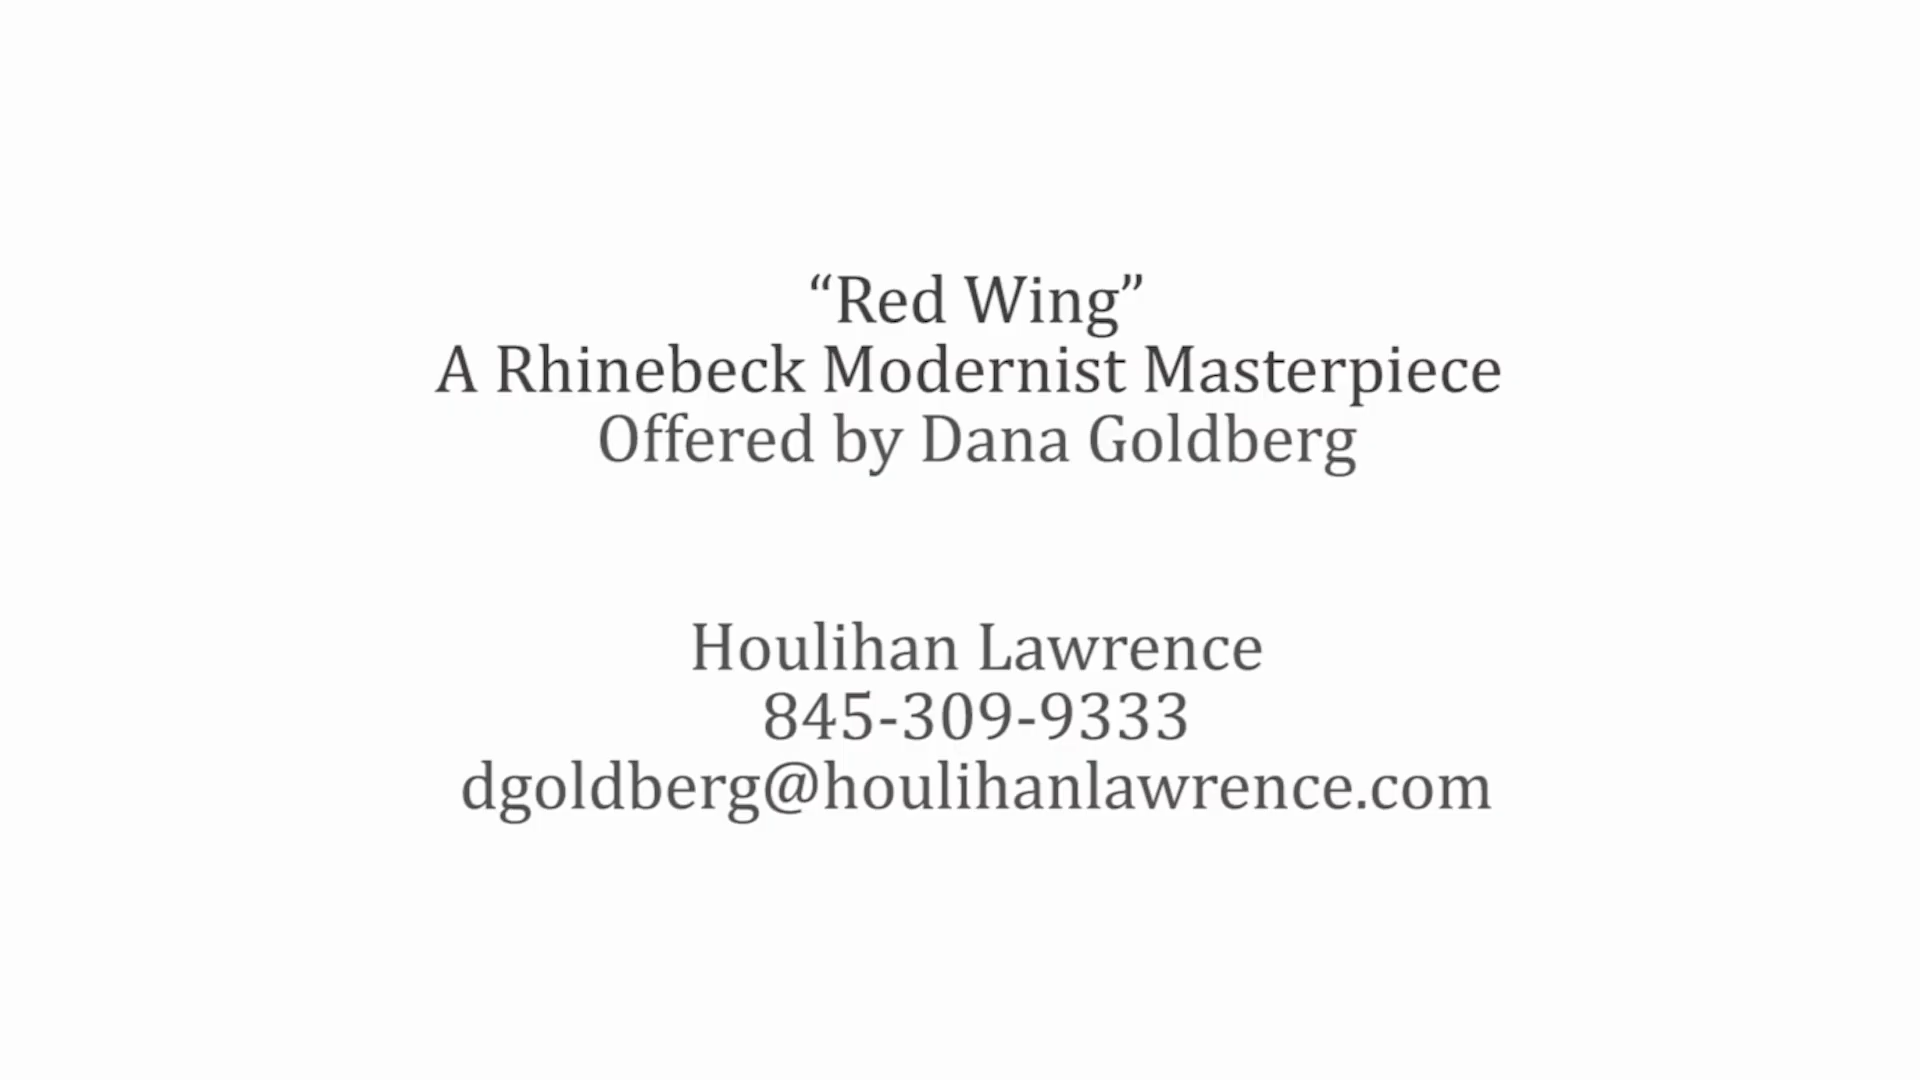 “Red Wing”
A Rhinebeck Modernist Masterpiece
Offered by Dana Goldberg
Houlihan Lawrence
845-309-9333
dgoldberg@houlihanlawrence.com